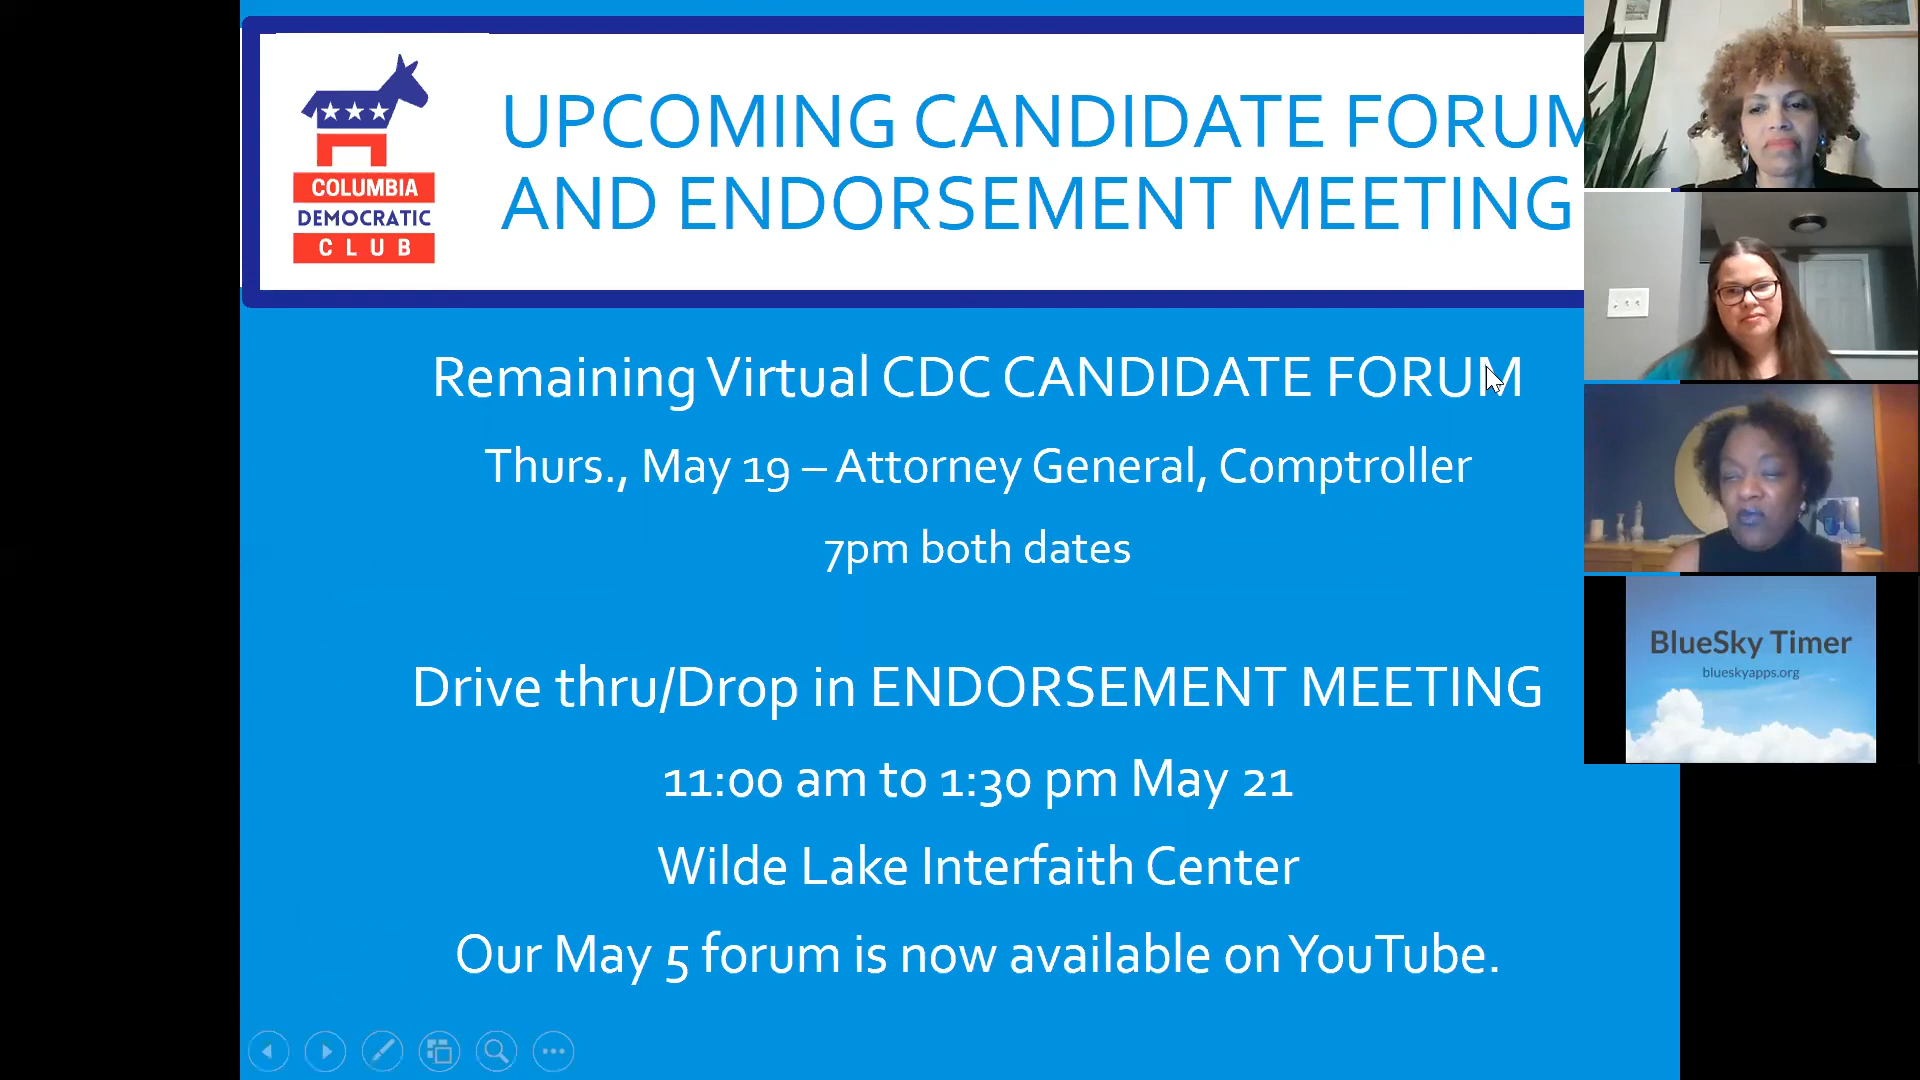 UPCOMING CANDIDATE FORUM
AND ENDORSEMENT MEETING
COLUMBIA
DEMOCRATIC
CLUB
Remaining Virtual CDC CANDIDATE FORUM
Thurs., May 19 – Attorney General, Comptroller
7pm both dates
Drive thru/Drop in ENDORSEMENT MEETING
11:00 am to 1:30 pm May 21
Wilde Lake Interfaith Center
Our May 5 forum is now available on YouTube.
BlueSky Timer
blueskyapps.org